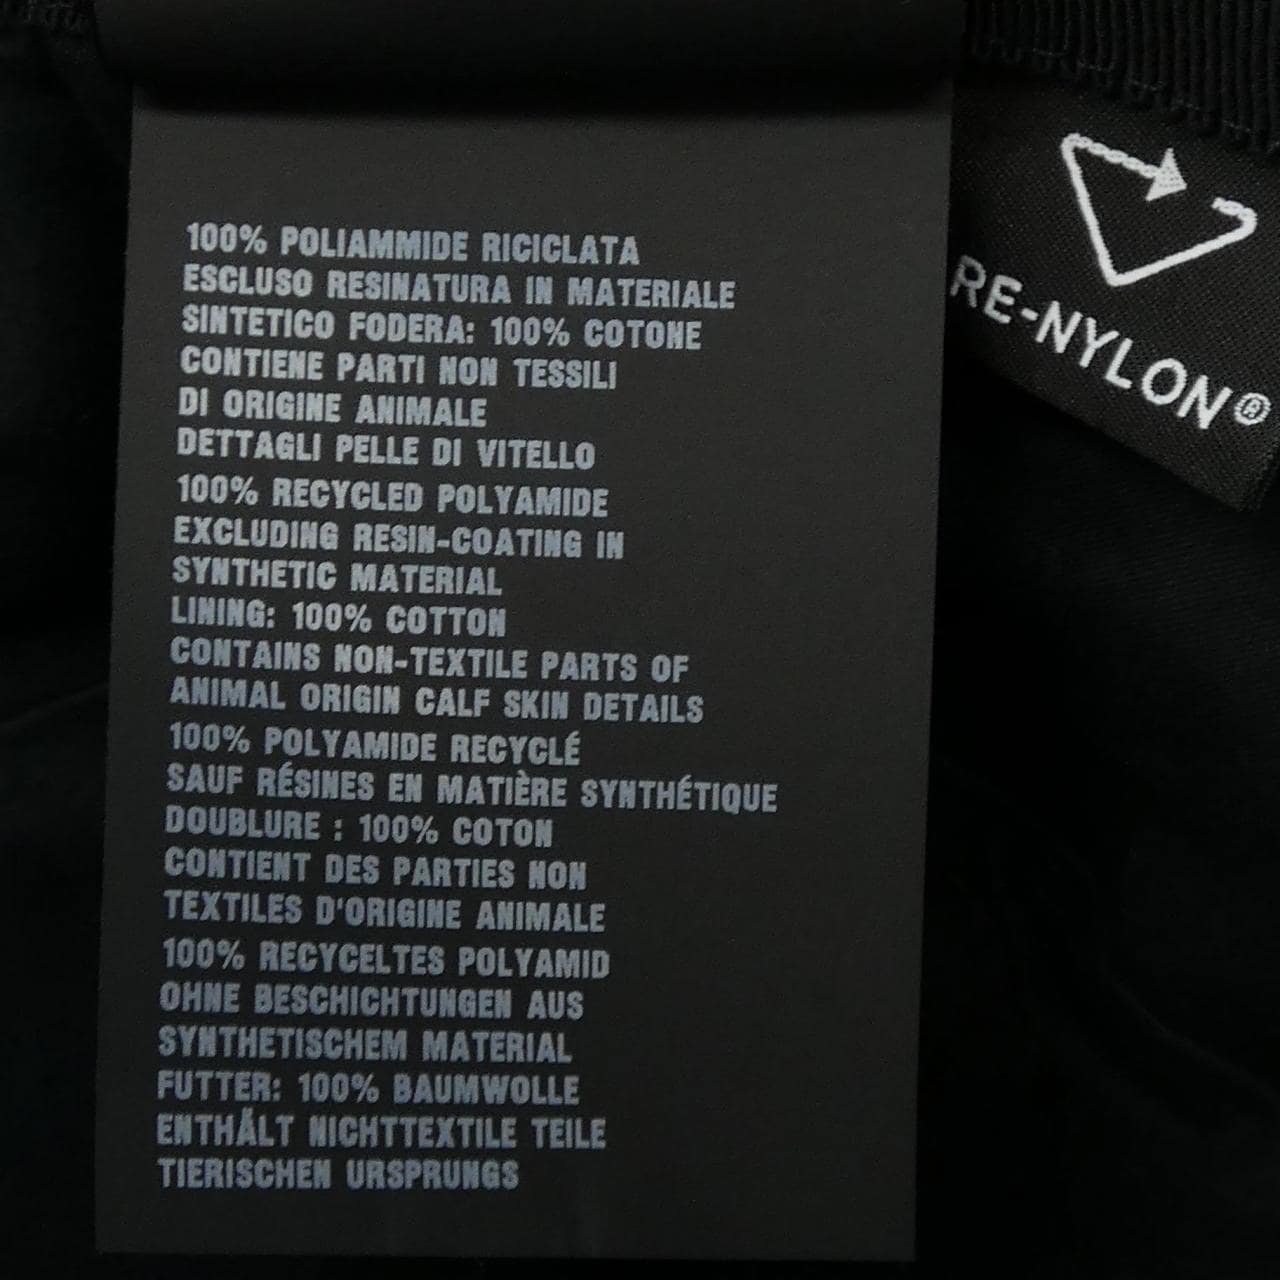 100% POLIAMMIDE RICICLATA
ESCLUSO RESINATURA IN MATERIALE
SINTETICO FODERA: 100% COTONE
CONTIENE PARTI NON TESSILI
DI ORIGINE ANIMALE
DETTAGLI PELLE DI VITELLO
100% RECYCLED POLYAMIDE
EXCLUDING RESIN-COATING IN
SYNTHETIC MATERIAL
LINING: 100% COTTON
CONTAINS NON-TEXTILE PARTS OF
ANIMAL ORIGIN CALF SKIN DETAILS
100% POLYAMIDE RECYCLÉ
SAUF RÉSINES EN MATIÈRE SYNTHÉTIQUE
DOUBLURE : 100% COTON
CONTIENT DES PARTIES NON
TEXTILES D'ORIGINE ANIMALE
100% RECYCELTES POLYAMID
OHNE BESCHICHTUNGEN AUS
SYNTHETISCHEM MATERIAL
FUTTER: 100% BAUMWOLLE
ENTHÅLT NICHTTEXTILE TEILE
TIERISCHEN URSPRUNGS
RE-NYLON®